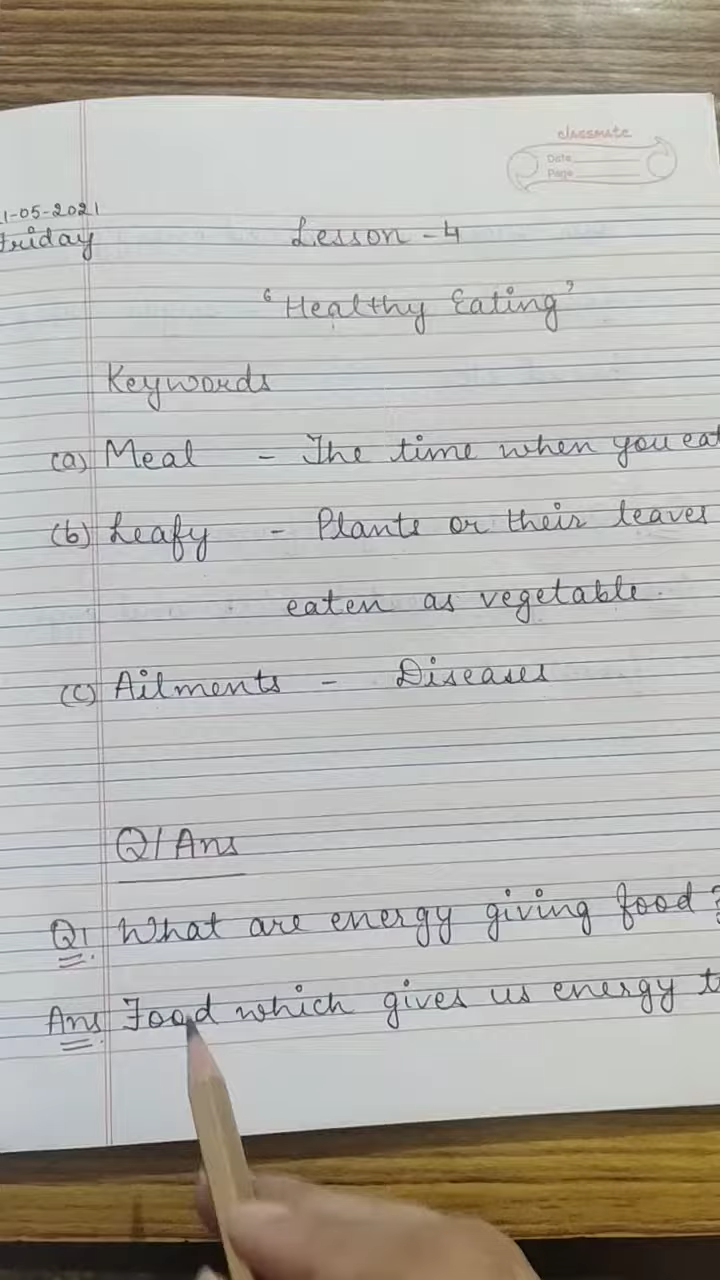 classmate
Date
Page
1-05-2021
Friday
Lesson - 4
'Healthy Eating'
Keywords
(a) Meal - The time when you eat
(b) Leafy - Plants or their leaves
eaten as vegetable.
(c) Ailments - Diseases
Q/Ans
Q1. What are energy giving food?
Ans. Food which gives us energy t